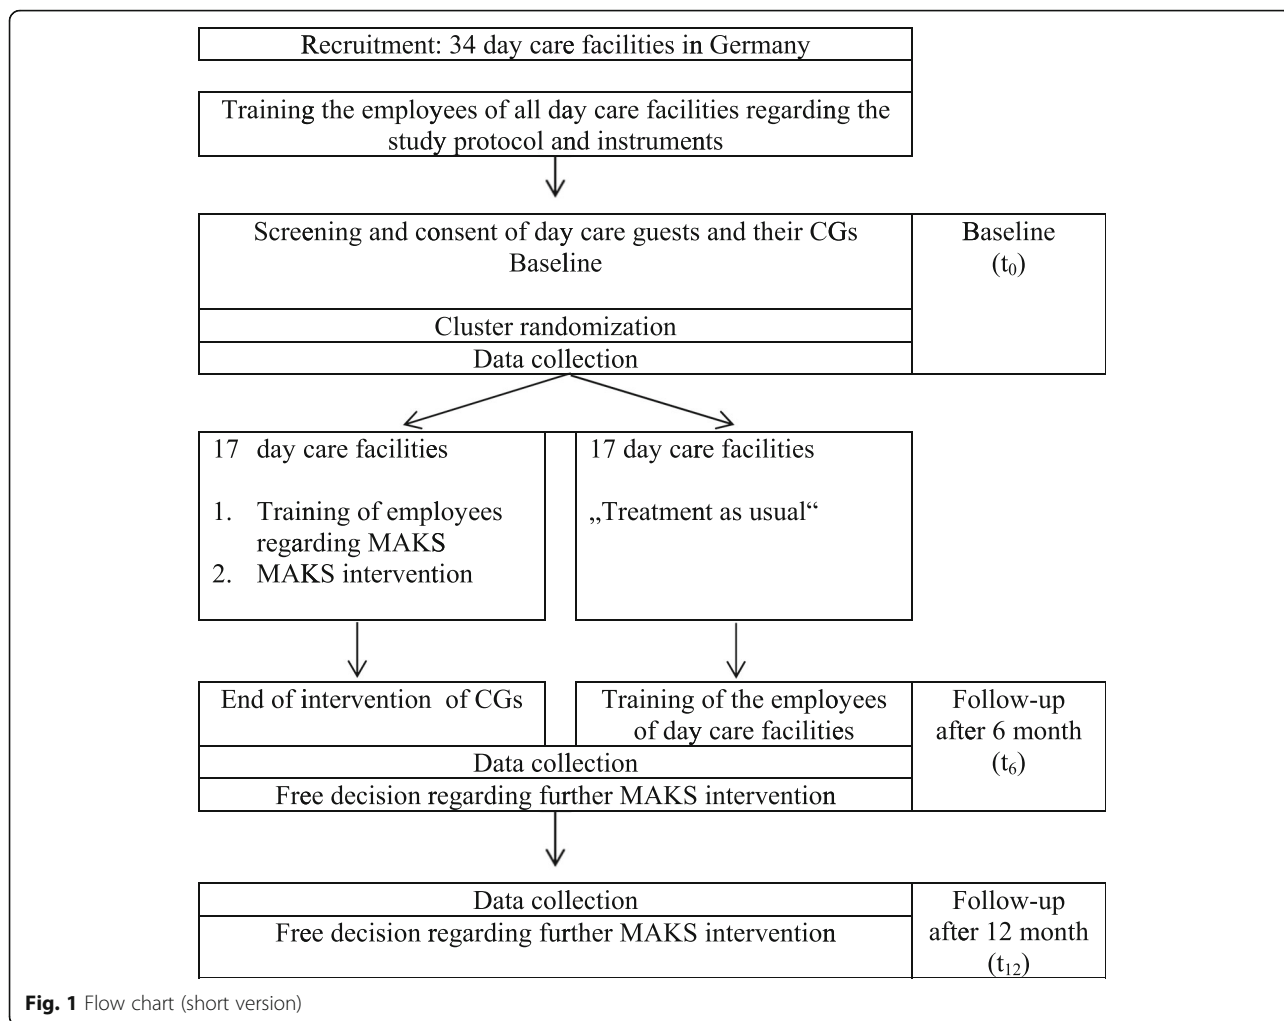 Recruitment: 34 day care facilities in Germany
Training the employees of all day care facilities regarding the
study protocol and instruments
Screening and consent of day care guests and their CGs
Baseline
Baseline
(t₀)
Cluster randomization
Data collection
17 day care facilities
1. Training of employees
regarding MAKS
2. MAKS intervention
17 day care facilities
„Treatment as usual“
End of intervention of CGs
Training of the employees
of day care facilities
Follow-up
after 6 month
(t₆)
Data collection
Free decision regarding further MAKS intervention
Data collection
Free decision regarding further MAKS intervention
Follow-up
after 12 month
(t₁₂)
Fig. 1 Flow chart (short version)